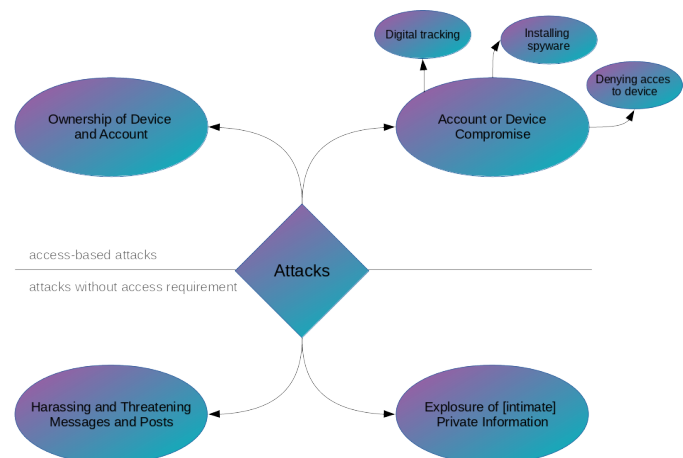 Digital tracking
Installing
spyware
Denying acces
to device
Ownership of Device
and Account
Account or Device
Compromise
access-based attacks
Attacks
attacks without access requirement
Harassing and Threatening
Messages and Posts
Explosure of [intimate]
Private Information